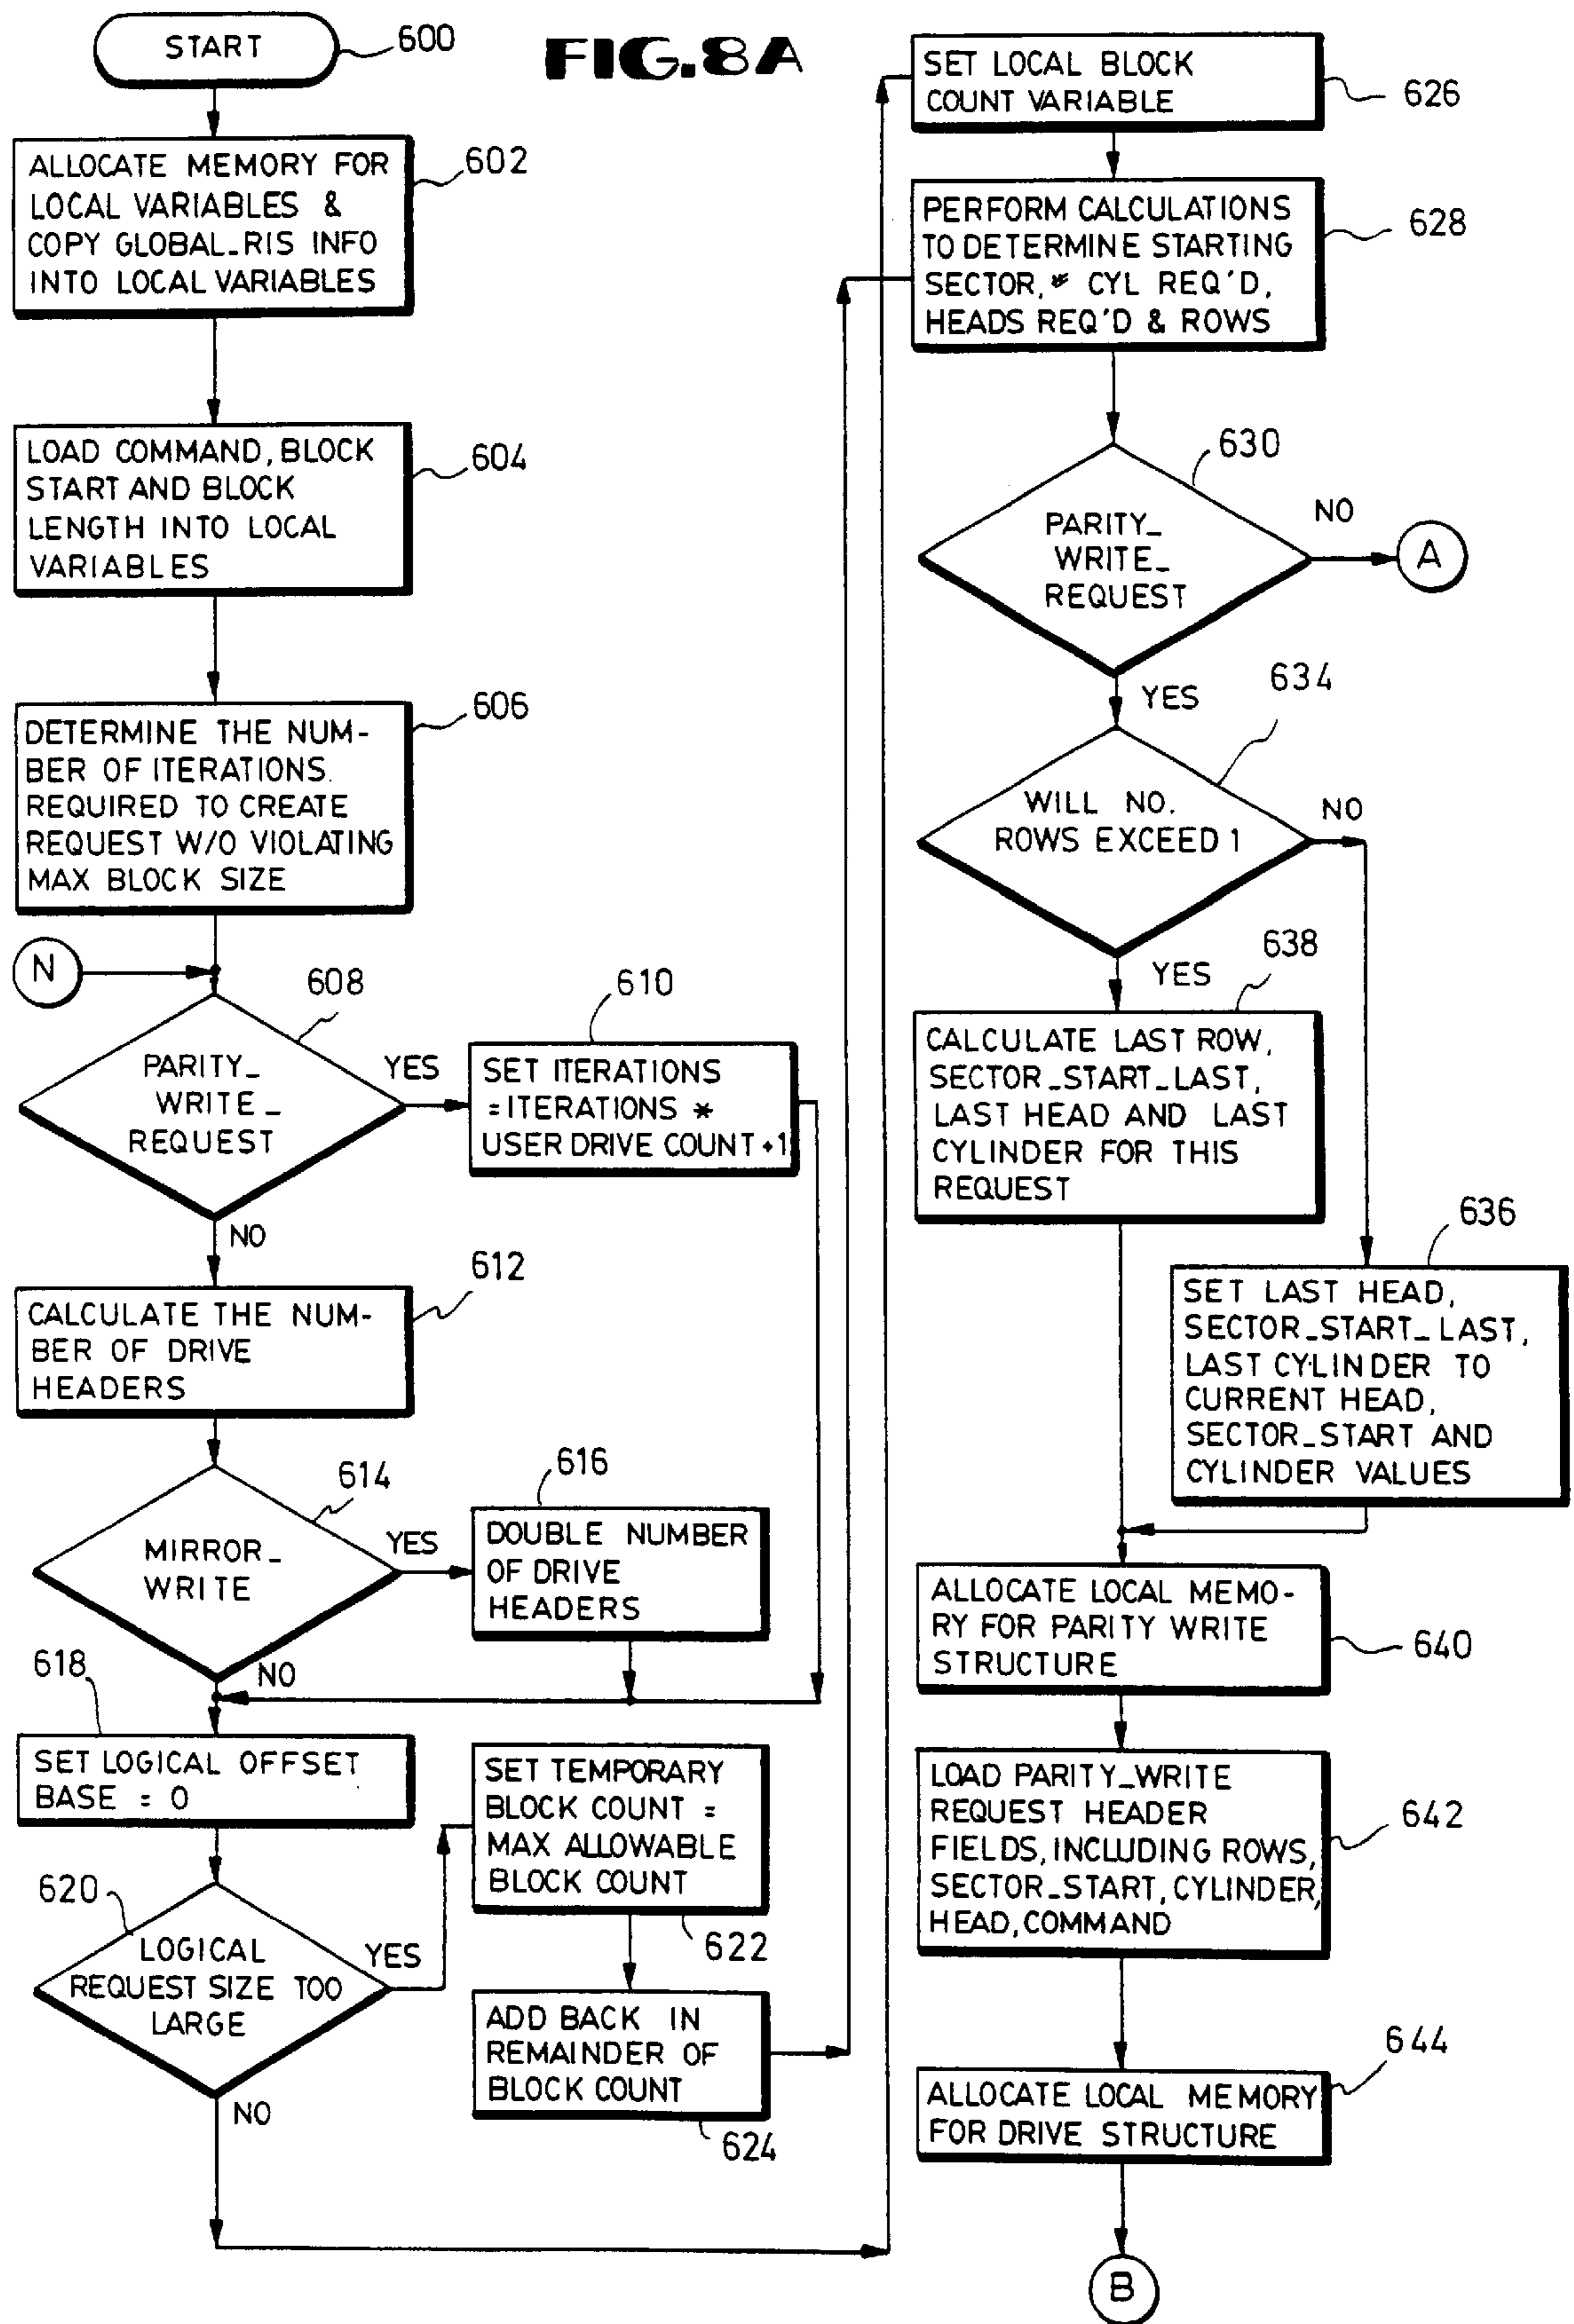 FIG.8A
START
600
ALLOCATE MEMORY FOR
LOCAL VARIABLES &
COPY GLOBAL_RIS INFO
INTO LOCAL VARIABLES
602
LOAD COMMAND, BLOCK
START AND BLOCK
LENGTH INTO LOCAL
VARIABLES
604
DETERMINE THE NUM-
BER OF ITERATIONS.
REQUIRED TO CREATE
REQUEST W/O VIOLATING
MAX BLOCK SIZE
606
N
608
PARITY_
WRITE_
REQUEST
YES
NO
610
SET ITERATIONS
=ITERATIONS *
USER DRIVE COUNT+1
612
CALCULATE THE NUM-
BER OF DRIVE
HEADERS
614
MIRROR_
WRITE
YES
NO
616
DOUBLE NUMBER
OF DRIVE
HEADERS
618
SET LOGICAL OFFSET
BASE = 0
620
LOGICAL
REQUEST SIZE TOO
LARGE
YES
NO
SET TEMPORARY
BLOCK COUNT =
MAX ALLOWABLE
BLOCK COUNT
622
ADD BACK IN
REMAINDER OF
BLOCK COUNT
624
SET LOCAL BLOCK
COUNT VARIABLE
626
PERFORM CALCULATIONS
TO DETERMINE STARTING
SECTOR, # CYL REQ'D,
HEADS REQ'D & ROWS
628
630
PARITY_
WRITE_
REQUEST
NO
A
YES
634
WILL NO.
ROWS EXCEED 1
NO
YES
638
CALCULATE LAST ROW,
SECTOR_START_LAST,
LAST HEAD AND LAST
CYLINDER FOR THIS
REQUEST
636
SET LAST HEAD,
SECTOR_START_LAST,
LAST CYLINDER TO
CURRENT HEAD,
SECTOR_START AND
CYLINDER VALUES
ALLOCATE LOCAL MEMO-
RY FOR PARITY WRITE
STRUCTURE
640
LOAD PARITY_WRITE
REQUEST HEADER
FIELDS, INCLUDING ROWS,
SECTOR_START, CYLINDER,
HEAD, COMMAND
642
644
ALLOCATE LOCAL MEMORY
FOR DRIVE STRUCTURE
B